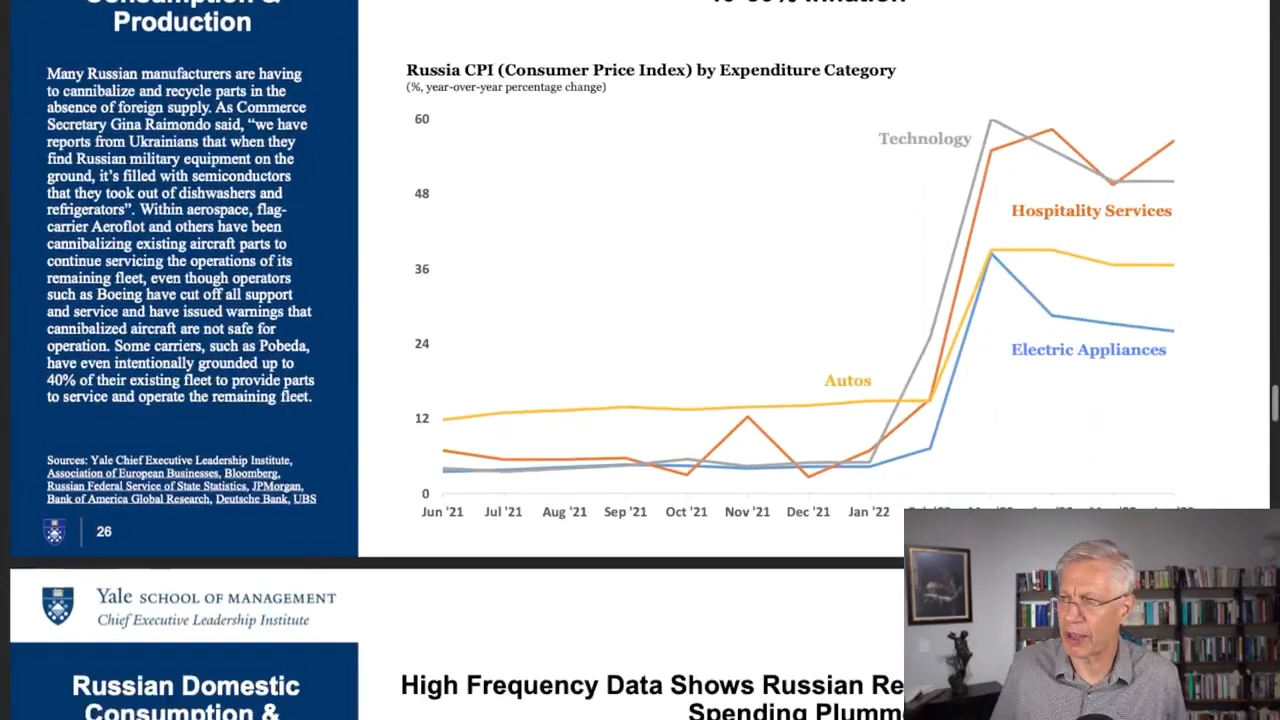 Consumption &
Production
Many Russian manufacturers are having
to cannibalize and recycle parts in the
absence of foreign supply. As Commerce
Secretary Gina Raimondo said, “we have
reports from Ukrainians that when they
find Russian military equipment on the
ground, it’s filled with semiconductors
that they took out of dishwashers and
refrigerators”. Within aerospace, flag-
carrier Aeroflot and others have been
cannibalizing existing aircraft parts to
continue servicing the operations of its
remaining fleet, even though operators
such as Boeing have cut off all support
and service and have issued warnings that
cannibalized aircraft are not safe for
operation. Some carriers, such as Pobeda,
have even intentionally grounded up to
40% of their existing fleet to provide parts
to service and operate the remaining fleet.
Sources: Yale Chief Executive Leadership Institute,
Association of European Businesses, Bloomberg,
Russian Federal Service of State Statistics, JPMorgan,
Bank of America Global Research, Deutsche Bank, UBS
26
Inflation
Russia CPI (Consumer Price Index) by Expenditure Category
(%, year-over-year percentage change)
60
48
36
24
12
0
Technology
Hospitality Services
Electric Appliances
Autos
Jun '21 Jul '21 Aug '21 Sep '21 Oct '21 Nov '21 Dec '21 Jan '22
Yale SCHOOL OF MANAGEMENT
Chief Executive Leadership Institute
Russian Domestic
Consumption &
High Frequency Data Shows Russian
Spending